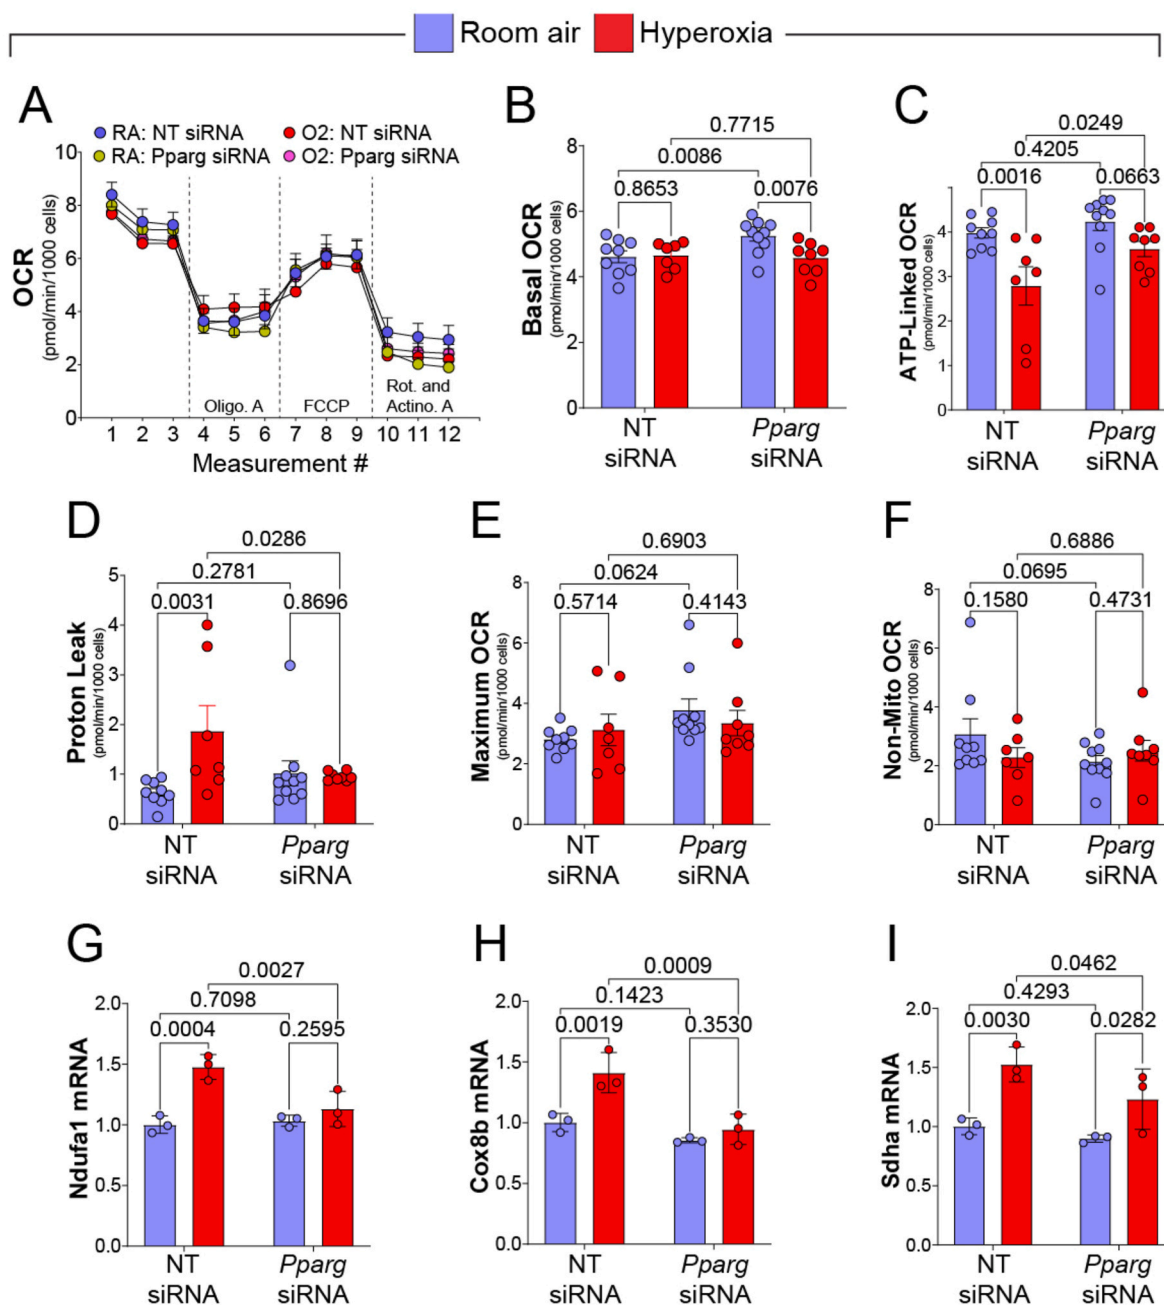 Room air Hyperoxia
A
RA: NT siRNA O2: NT siRNA
RA: Pparg siRNA O2: Pparg siRNA
OCR
(pmol/min/1000 cells)
10
8
6
4
2
0
Oligo. A
FCCP
Rot. and
Actino. A
1 2 3 4 5 6 7 8 9 10 11 12
Measurement #
B
0.7715
0.0086
0.8653 0.0076
Basal OCR
(pmol/min/1000 cells)
8
6
4
2
0
NT
siRNA
Pparg
siRNA
C
0.0249
0.4205
0.0016 0.0663
ATP-Linked OCR
(pmol/min/1000 cells)
5
4
3
2
1
0
NT
siRNA
Pparg
siRNA
D
0.0286
0.2781
0.0031 0.8696
Proton Leak
(pmol/min/1000 cells)
5
4
3
2
1
0
NT
siRNA
Pparg
siRNA
E
0.6903
0.0624
0.5714 0.4143
Maximum OCR
(pmol/min/1000 cells)
8
6
4
2
0
NT
siRNA
Pparg
siRNA
F
0.6886
0.0695
0.1580 0.4731
Non-Mito OCR
(pmol/min/1000 cells)
8
6
4
2
0
NT
siRNA
Pparg
siRNA
G
0.0027
0.7098
0.0004 0.2595
Ndufa1 mRNA
2.0
1.5
1.0
0.5
0.0
NT
siRNA
Pparg
siRNA
H
0.0009
0.1423
0.0019 0.3530
Cox8b mRNA
2.0
1.5
1.0
0.5
0.0
NT
siRNA
Pparg
siRNA
I
0.0462
0.4293
0.0030 0.0282
Sdha mRNA
2.0
1.5
1.0
0.5
0.0
NT
siRNA
Pparg
siRNA